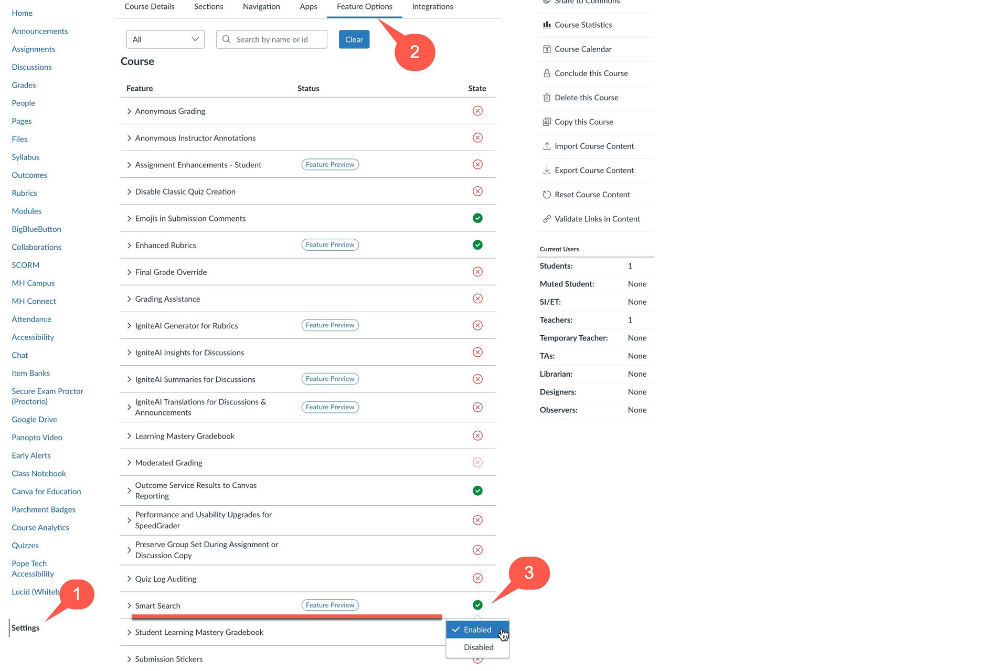 Home
Announcements
Assignments
Discussions
Grades
People
Pages
Files
Syllabus
Outcomes
Rubrics
Modules
BigBlueButton
Collaborations
SCORM
MH Campus
MH Connect
Attendance
Accessibility
Chat
Item Banks
Secure Exam Proctor
(Proctorio)
Google Drive
Panopto Video
Early Alerts
Class Notebook
Canva for Education
Parchment Badges
Course Analytics
Quizzes
Pope Tech
Accessibility
Lucid (Whiteb
1
Settings
Course Details Sections Navigation Apps Feature Options Integrations
2
All Search by name or id Clear
Course
Feature Status State
Anonymous Grading
Anonymous Instructor Annotations
Assignment Enhancements - Student Feature Preview
Disable Classic Quiz Creation
Emojis in Submission Comments
Enhanced Rubrics Feature Preview
Final Grade Override
Grading Assistance
IgniteAI Generator for Rubrics Feature Preview
IgniteAI Insights for Discussions
IgniteAI Summaries for Discussions Feature Preview
IgniteAI Translations for Discussions &
Announcements Feature Preview
Learning Mastery Gradebook
Moderated Grading
Outcome Service Results to Canvas
Reporting
Performance and Usability Upgrades for
SpeedGrader
Preserve Group Set During Assignment or
Discussion Copy
Quiz Log Auditing
3
Smart Search Feature Preview
Enabled
Disabled
Student Learning Mastery Gradebook
Submission Stickers
Share to Commons
Course Statistics
Course Calendar
Conclude this Course
Delete this Course
Copy this Course
Import Course Content
Export Course Content
Reset Course Content
Validate Links in Content
Current Users
Students: 1
Muted Student: None
SI/ET: None
Teachers: 1
Temporary Teacher: None
TAs: None
Librarian: None
Designers: None
Observers: None